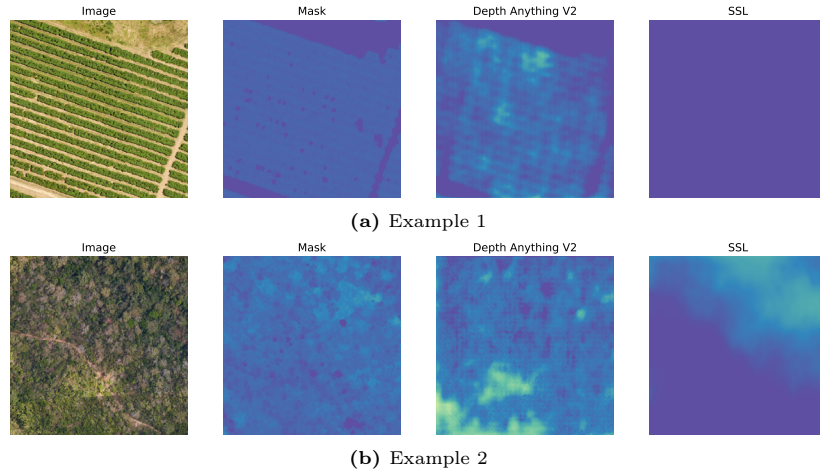 Image Mask Depth Anything V2 SSL
(a) Example 1
Image Mask Depth Anything V2 SSL
(b) Example 2